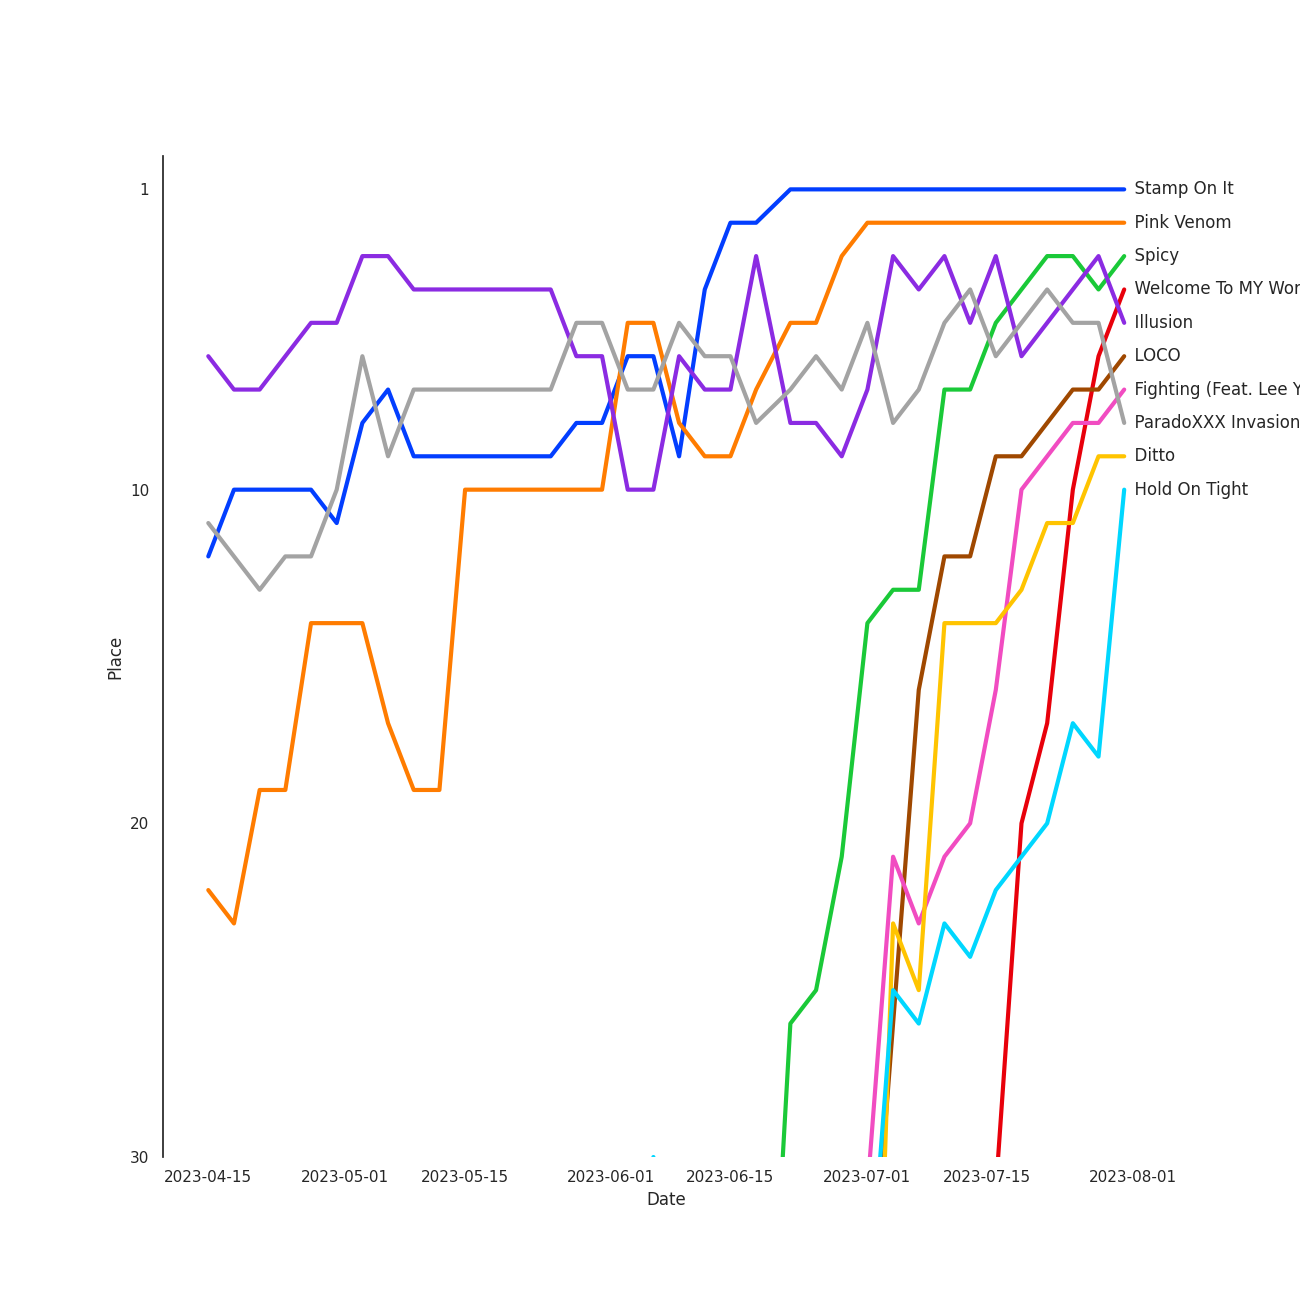 1
10
20
30
Place
Stamp On It
Pink Venom
Spicy
Welcome To MY
Illusion
LOCO
Fighting (Feat. Lee
ParadoXXX Invasion
Ditto
Hold On Tight
2023-04-15 2023-05-01 2023-05-15 2023-06-01 2023-06-15 2023-07-01 2023-07-15 2023-08-01
Date